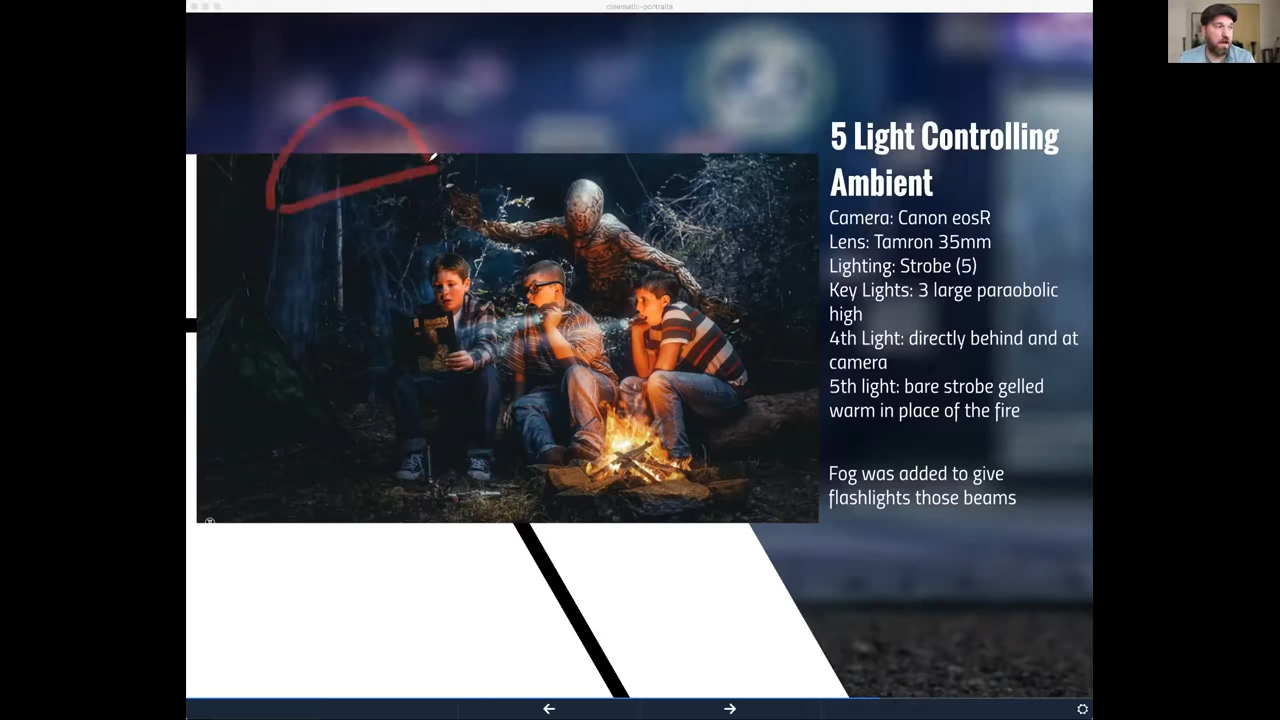 cinematic-portraits
5 Light Controlling
Ambient
Camera: Canon eosR
Lens: Tamron 35mm
Lighting: Strobe (5)
Key Lights: 3 large paraobolic
high
4th Light: directly behind and at
camera
5th light: bare strobe gelled
warm in place of the fire
Fog was added to give
flashlights those beams